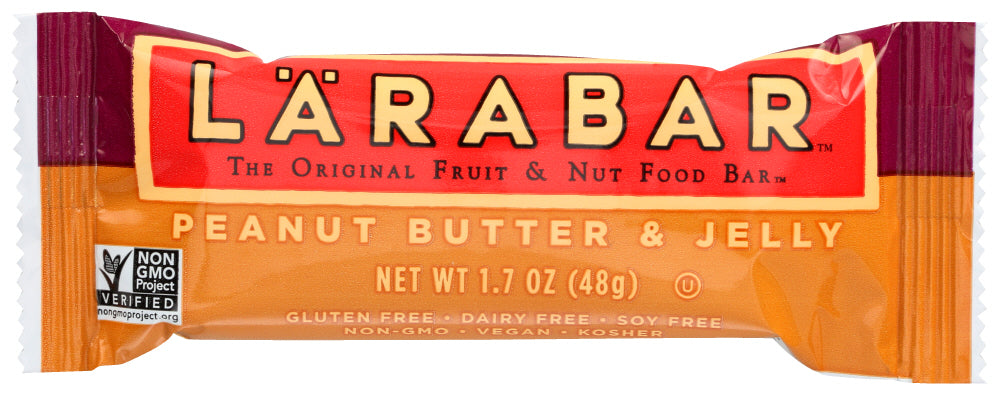 LÄRABAR™
THE ORIGINAL FRUIT & NUT FOOD BAR™
PEANUT BUTTER & JELLY
NET WT 1.7 OZ (48g) U
NON
GMO
Project
VERIFIED
nongmoproject.org
GLUTEN FREE • DAIRY FREE • SOY FREE
NON-GMO • VEGAN • KOSHER